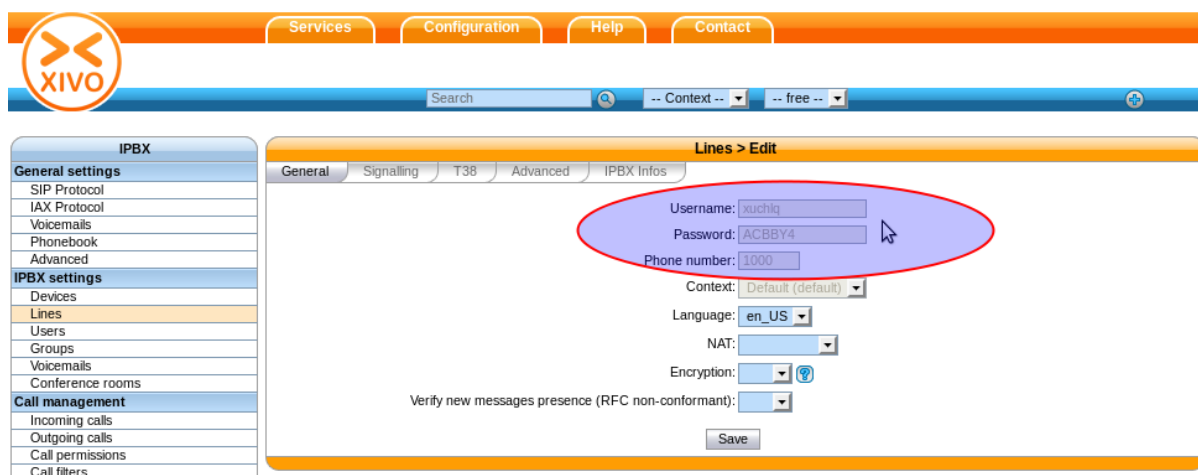 Services Configuration Help Contact
XIVO
Search -- Context -- -- free --
IPBX
General settings
SIP Protocol
IAX Protocol
Voicemails
Phonebook
Advanced
IPBX settings
Devices
Lines
Users
Groups
Voicemails
Conference rooms
Call management
Incoming calls
Outgoing calls
Call permissions
Call filters
Lines > Edit
General Signalling T38 Advanced IPBX Infos
Username: xuchlq
Password: ACBBY4
Phone number: 1000
Context: Default (default)
Language: en_US
NAT:
Encryption: ?
Verify new messages presence (RFC non-conformant):
Save